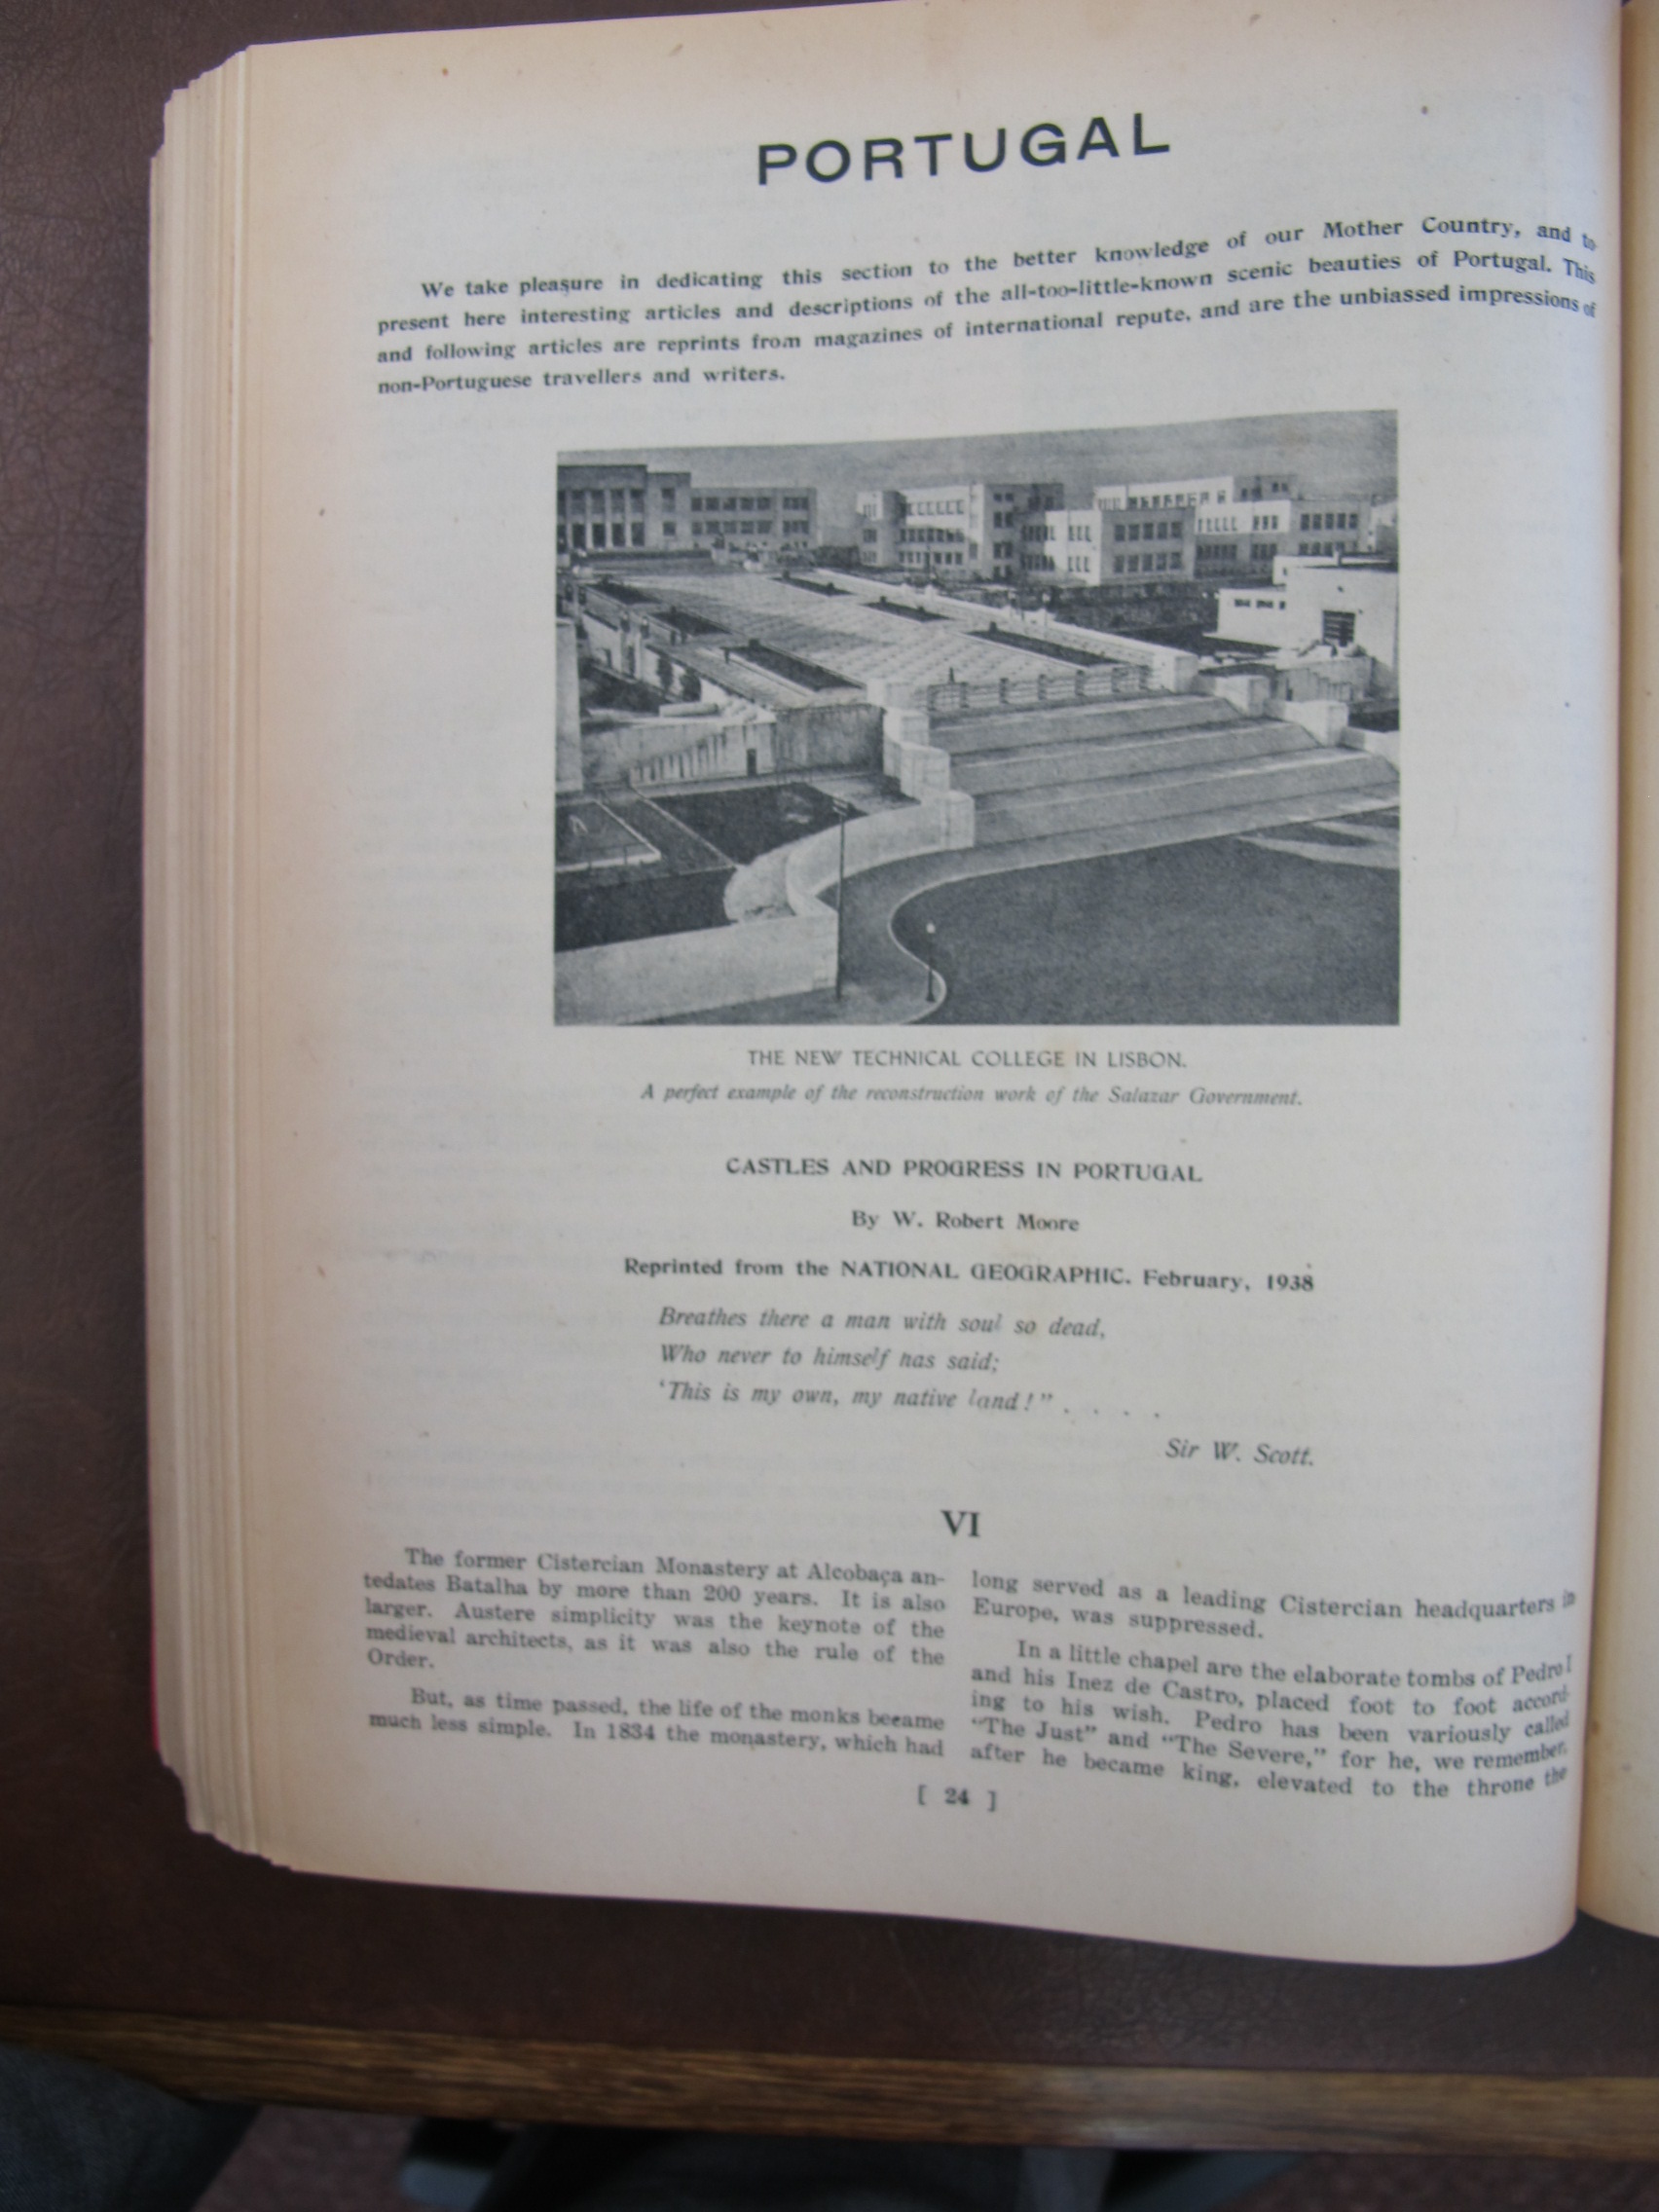 PORTUGAL
We take pleasure in dedicating this section to the better knowledge of our Mother Country, and to
present here interesting articles and descriptions of the all-too-little-known scenic beauties of Portugal. This
and following articles are reprints from magazines of international repute, and are the unbiassed impressions of
non-Portuguese travellers and writers.
THE NEW TECHNICAL COLLEGE IN LISBON.
A perfect example of the reconstruction work of the Salazar Government.
CASTLES AND PROGRESS IN PORTUGAL
By W. Robert Moore
Reprinted from the NATIONAL GEOGRAPHIC. February, 1938
Breathes there a man with soul so dead,
Who never to himself has said;
'This is my own, my native land!" . . . .
Sir W. Scott.
VI
The former Cistercian Monastery at Alcobaça an-
tedates Batalha by more than 200 years. It is also
larger. Austere simplicity was the keynote of the
medieval architects, as it was also the rule of the
Order.
But, as time passed, the life of the monks became
much less simple. In 1834 the monastery, which had
long served as a leading Cistercian headquarters in
Europe, was suppressed.
In a little chapel are the elaborate tombs of Pedro I
and his Inez de Castro, placed foot to foot accord-
ing to his wish. Pedro has been variously called
"The Just" and "The Severe," for he, we remember,
after he became king, elevated to the throne the
[ 24 ]